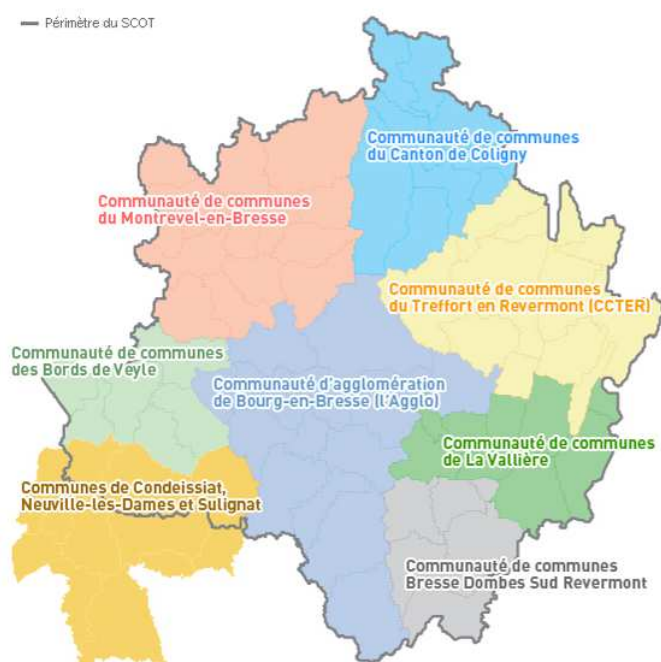 Périmètre du SCOT
Communauté de communes
du Canton de Coligny
Communauté de communes
du Montrevel-en-Bresse
Communauté de communes
du Treffort en Revermont (CCTER)
Communauté de communes
des Bords de Veyle
Communauté d'agglomération
de Bourg-en-Bresse (l'Agglo)
Communauté de communes
de La Vallière
Communes de Condeissiat,
Neuville-les-Dames et Sulignat
Communauté de communes
Bresse Dombes Sud Revermont